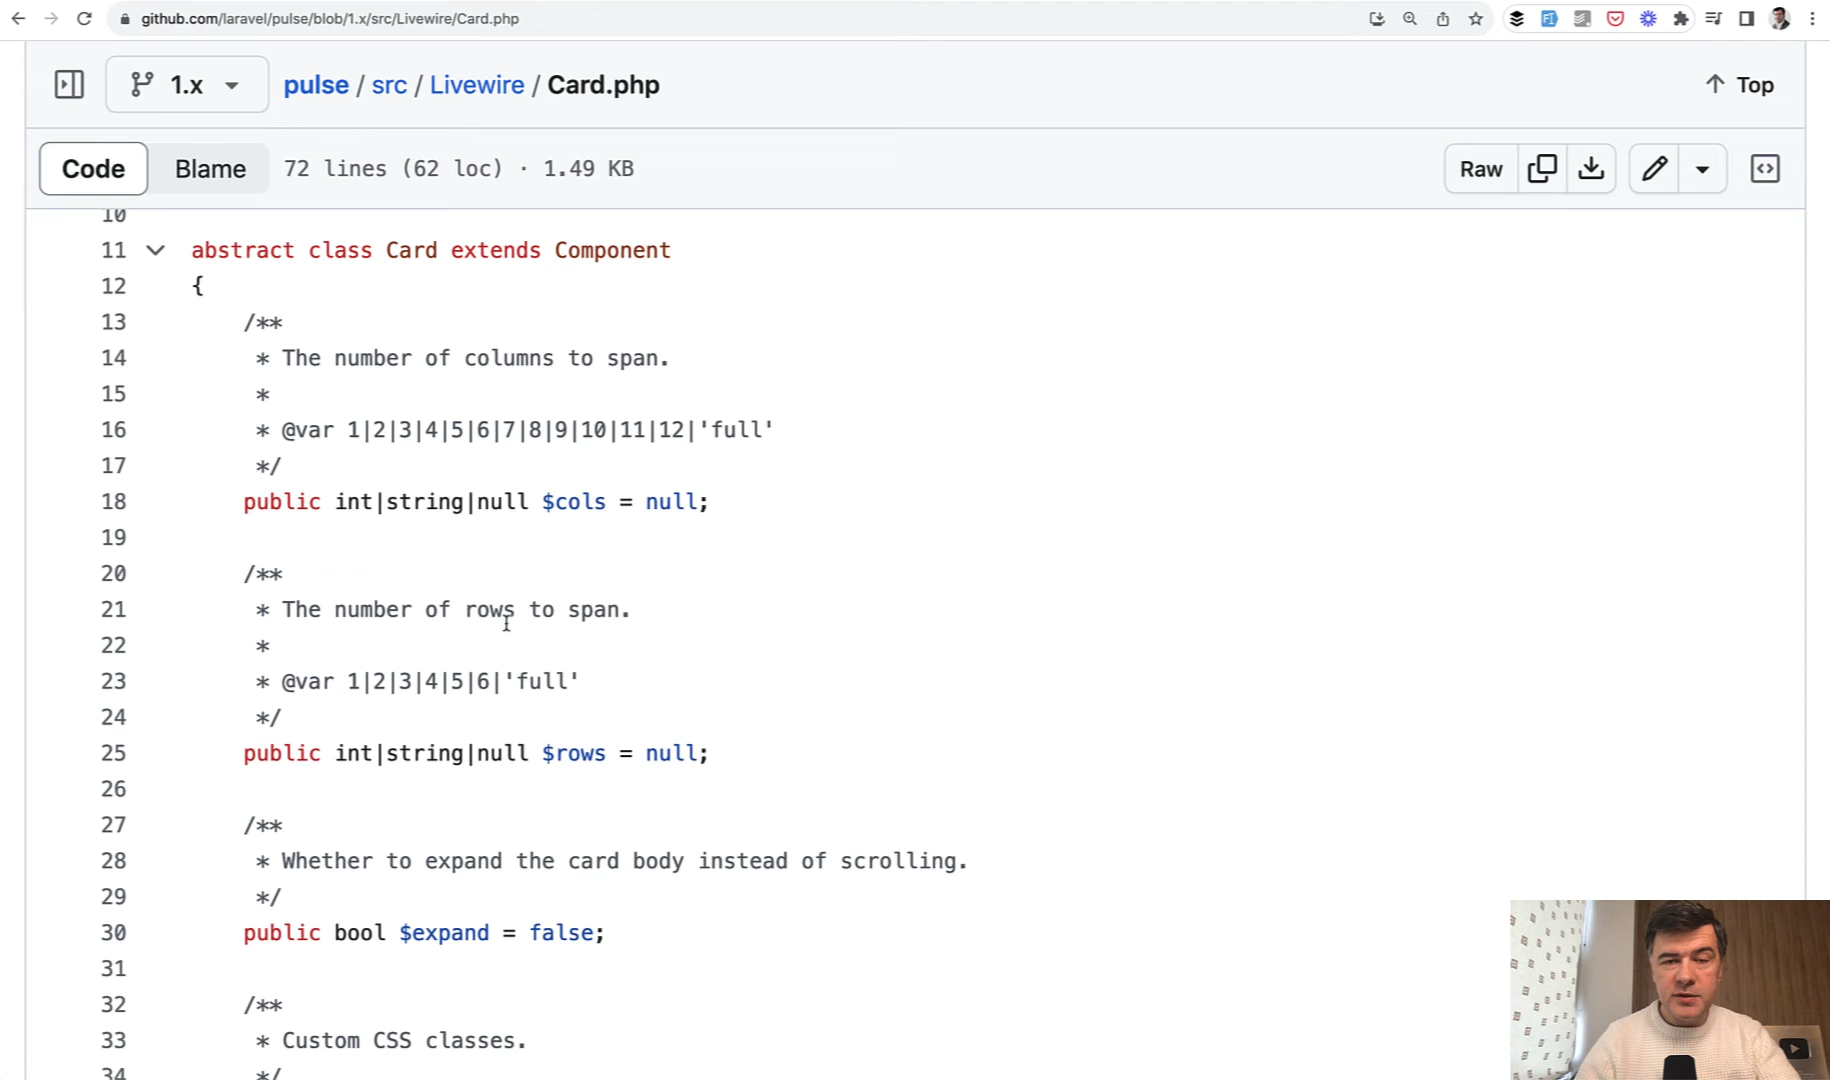 github.com/laravel/pulse/blob/1.x/src/Livewire/Card.php
1.x pulse / src / Livewire / Card.php Top
Code Blame 72 lines (62 loc) · 1.49 KB Raw
10
11 abstract class Card extends Component
12 {
13 /**
14 * The number of columns to span.
15 *
16 * @var 1|2|3|4|5|6|7|8|9|10|11|12|'full'
17 */
18 public int|string|null $cols = null;
19
20 /**
21 * The number of rows to span.
22 *
23 * @var 1|2|3|4|5|6|'full'
24 */
25 public int|string|null $rows = null;
26
27 /**
28 * Whether to expand the card body instead of scrolling.
29 */
30 public bool $expand = false;
31
32 /**
33 * Custom CSS classes.
34 */